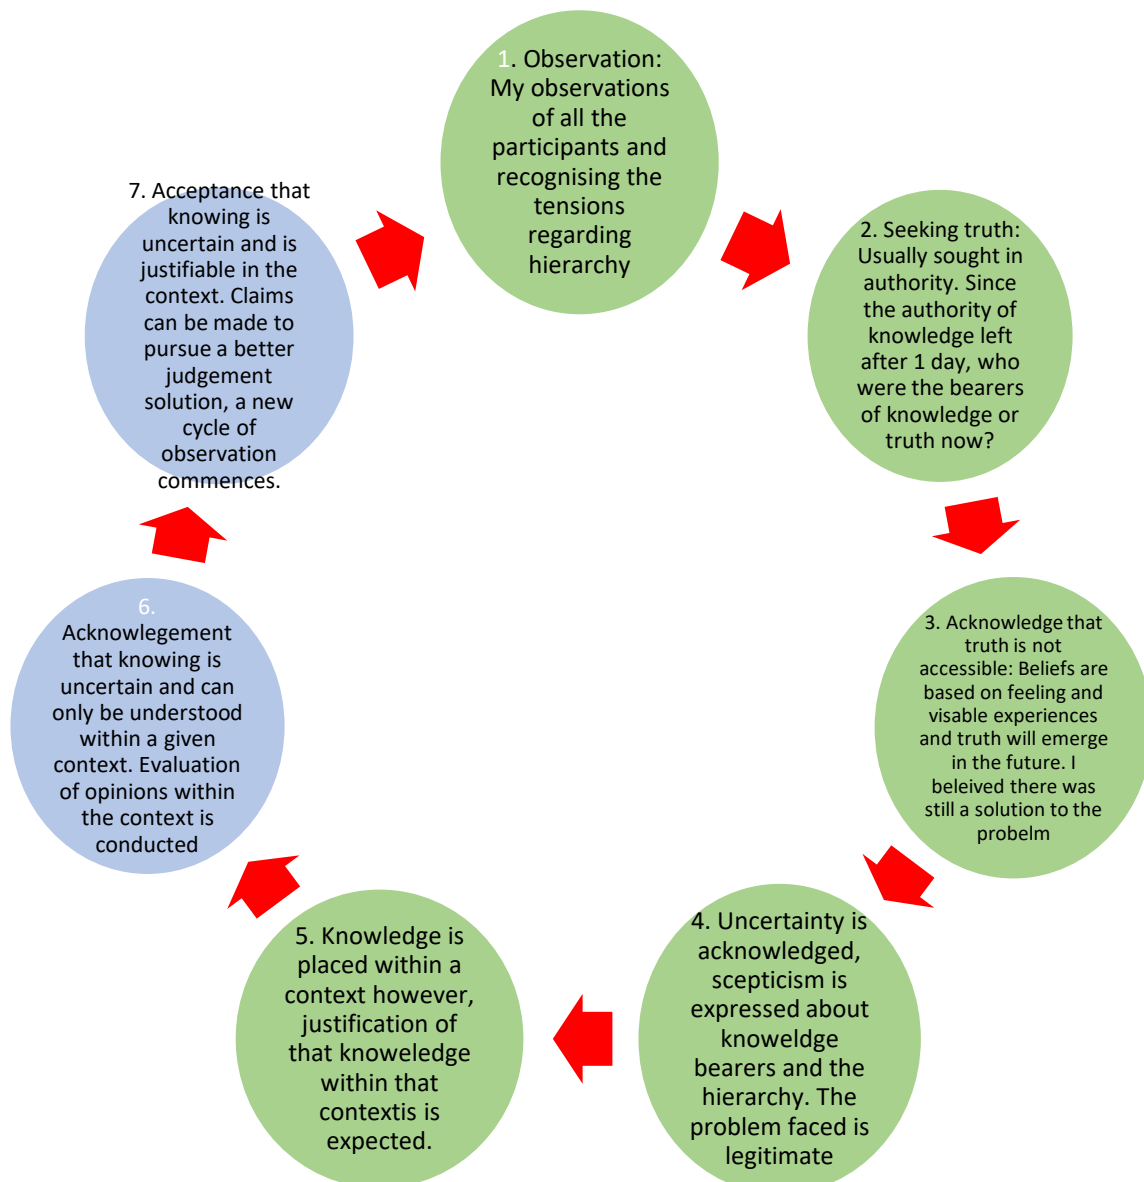 1. Observation:
My observations
of all the
participants and
recognising the
tensions
regarding
hierarchy
2. Seeking truth:
Usually sought in
authority. Since
the authority of
knowledge left
after 1 day, who
were the bearers
of knowledge or
truth now?
3. Acknowledge that
truth is not
accessible: Beliefs are
based on feeling and
visable experiences
and truth will emerge
in the future. I
beleived there was
still a solution to the
probelm
4. Uncertainty is
acknowledged,
scepticism is
expressed about
knoweldge
bearers and the
hierarchy. The
problem faced is
legitimate
5. Knowledge is
placed within a
context however,
justification of
that knoweledge
within that
contextis is
expected.
6.
Acknowlegement
that knowing is
uncertain and can
only be understood
within a given
context. Evaluation
of opinions within
the context is
conducted
7. Acceptance that
knowing is
uncertain and is
justifiable in the
context. Claims
can be made to
pursue a better
judgement
solution, a new
cycle of
observation
commences.